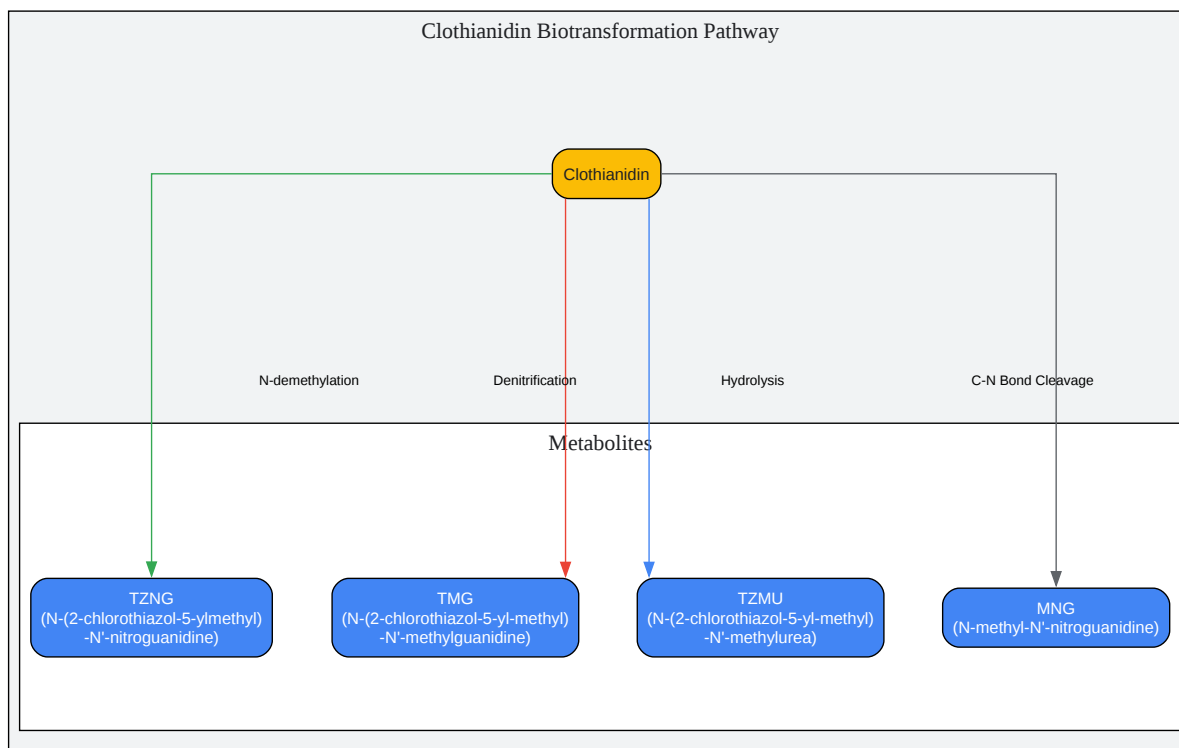 Clothianidin Biotransformation Pathway
Clothianidin
N-demethylation
Denitrification
Hydrolysis
C-N Bond Cleavage
Metabolites
TZNG
(N-(2-chlorothiazol-5-ylmethyl)
-N'-nitroguanidine)
TMG
(N-(2-chlorothiazol-5-yl-methyl)
-N'-methylguanidine)
TZMU
(N-(2-chlorothiazol-5-yl-methyl)
-N'-methylurea)
MNG
(N-methyl-N'-nitroguanidine)